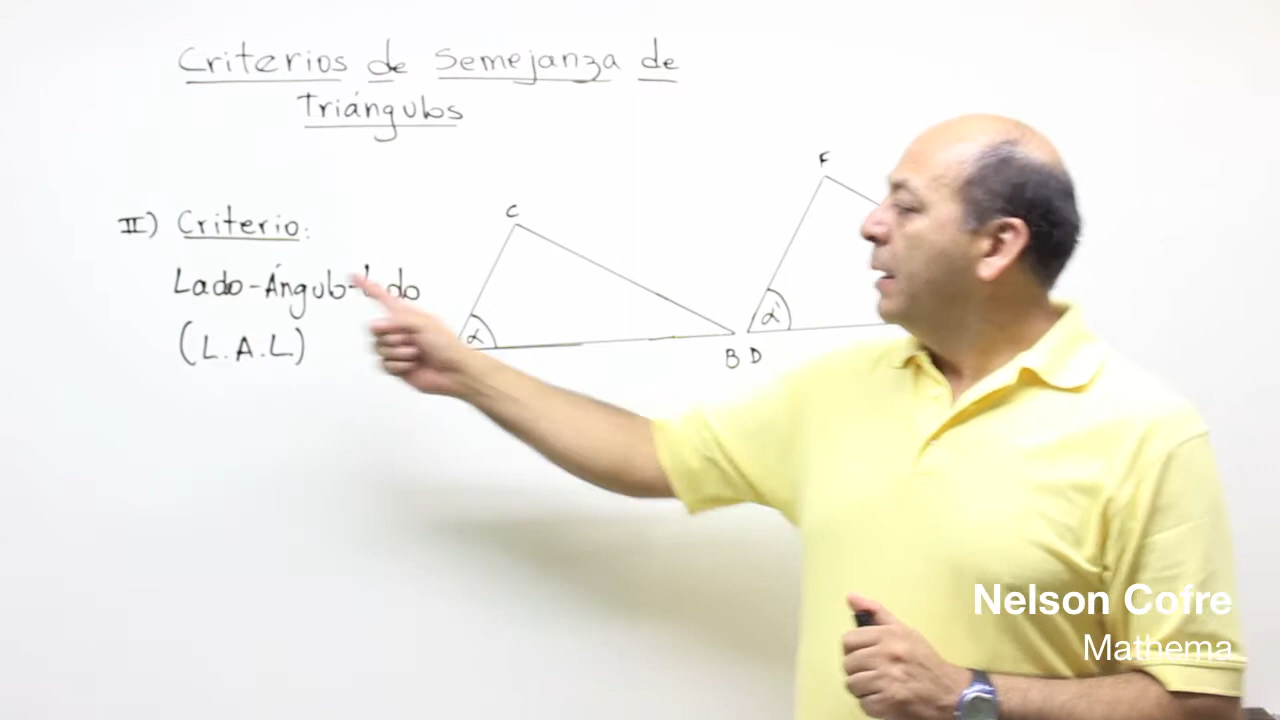 Criterios de Semejanza de
Triángulos
II) Criterio:
Lado-Ángulo-Lado
(L.A.L)
C
α
B
F
α'
D
Nelson Cofre
Mathema